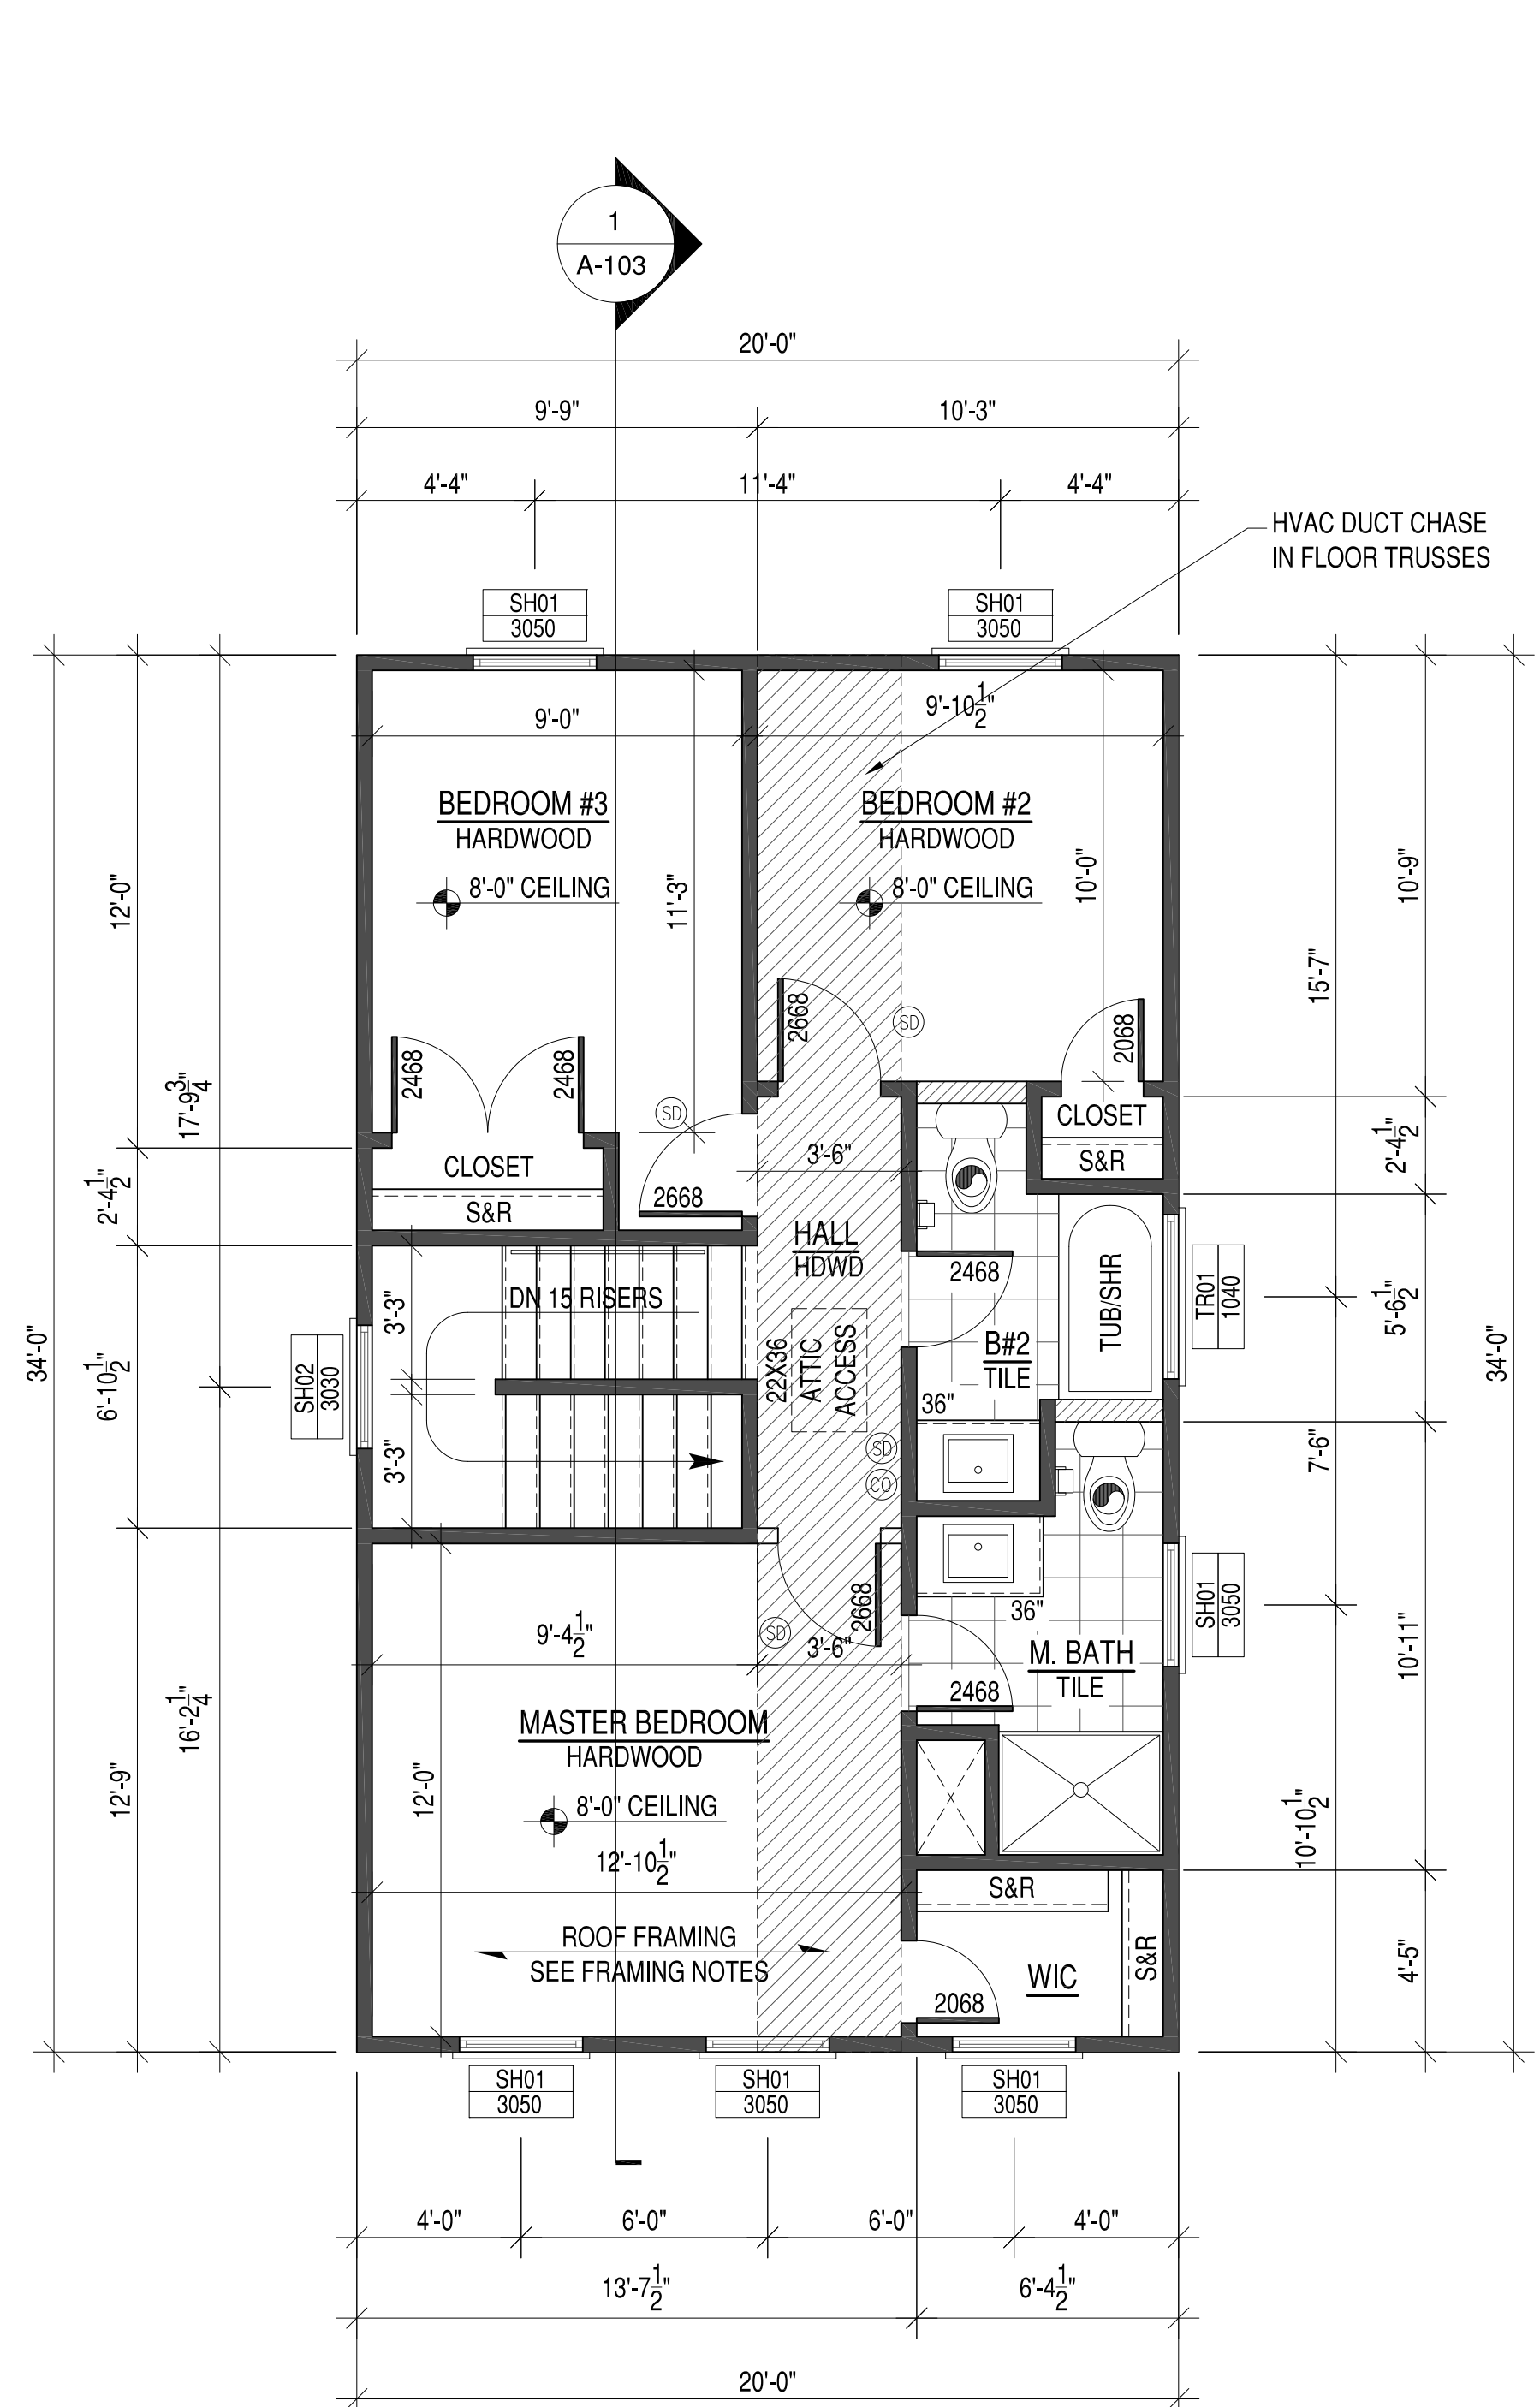 1
A-103
20'-0"
9'-9"
10'-3"
4'-4"
11'-4"
4'-4"
HVAC DUCT CHASE
IN FLOOR TRUSSES
SH01
3050
SH01
3050
9'-0"
9'-10 1/2"
BEDROOM #3
HARDWOOD
8'-0" CEILING
11'-3"
BEDROOM #2
HARDWOOD
8'-0" CEILING
10'-0"
12'-0"
17'-9 3/4"
34'-0"
2'-4 1/2"
6'-10 1/2"
12'-9"
16'-2 1/4"
10'-9"
15'-7"
2'-4 1/2"
5'-6 1/2"
34'-0"
7'-6"
10'-11"
10'-10 1/2"
4'-5"
2468
2468
SD
2668
SD
2668
2068
CLOSET
S&R
CLOSET
S&R
3'-6"
HALL
HDWD
DN 15 RISERS
3'-3"
3'-3"
SH02
3030
22X36
ATTIC
ACCESS
SD
CO
2468
B#2
TILE
36"
TUB/SHR
TR01
1040
SH01
3050
36"
M. BATH
TILE
2468
2668
SD
9'-4 1/2"
3'-6"
MASTER BEDROOM
HARDWOOD
8'-0" CEILING
12'-0"
12'-10 1/2"
ROOF FRAMING
SEE FRAMING NOTES
S&R
S&R
WIC
2068
SH01
3050
SH01
3050
SH01
3050
4'-0"
6'-0"
6'-0"
4'-0"
13'-7 1/2"
6'-4 1/2"
20'-0"